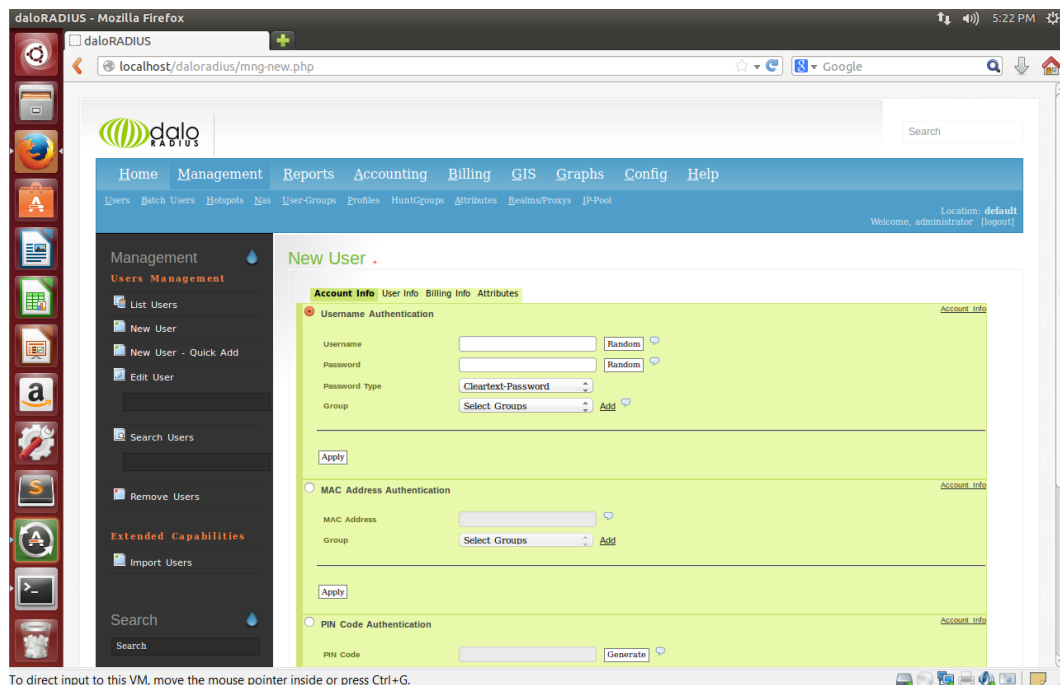 daloRADIUS - Mozilla Firefox
5:22 PM
daloRADIUS
localhost/daloradius/mng-new.php
Google
dalo
RADIUS
Search
Home Management Reports Accounting Billing GIS Graphs Config Help
Users Batch Users Hotspots Nas User-Groups Profiles HuntGroups Attributes Realms/Proxys IP-Pool
Location: default
Welcome, administrator [logout]
Management
Users Management
List Users
New User
New User - Quick Add
Edit User
Search Users
Remove Users
Extended Capabilities
Import Users
Search
Search
New User
Account Info User Info Billing Info Attributes
Account Info
Username Authentication
Username Random
Password Random
Password Type Cleartext-Password
Group Select Groups Add
Apply
Account Info
MAC Address Authentication
MAC Address
Group Select Groups Add
Apply
Account Info
PIN Code Authentication
PIN Code Generate
To direct input to this VM, move the mouse pointer inside or press Ctrl+G.